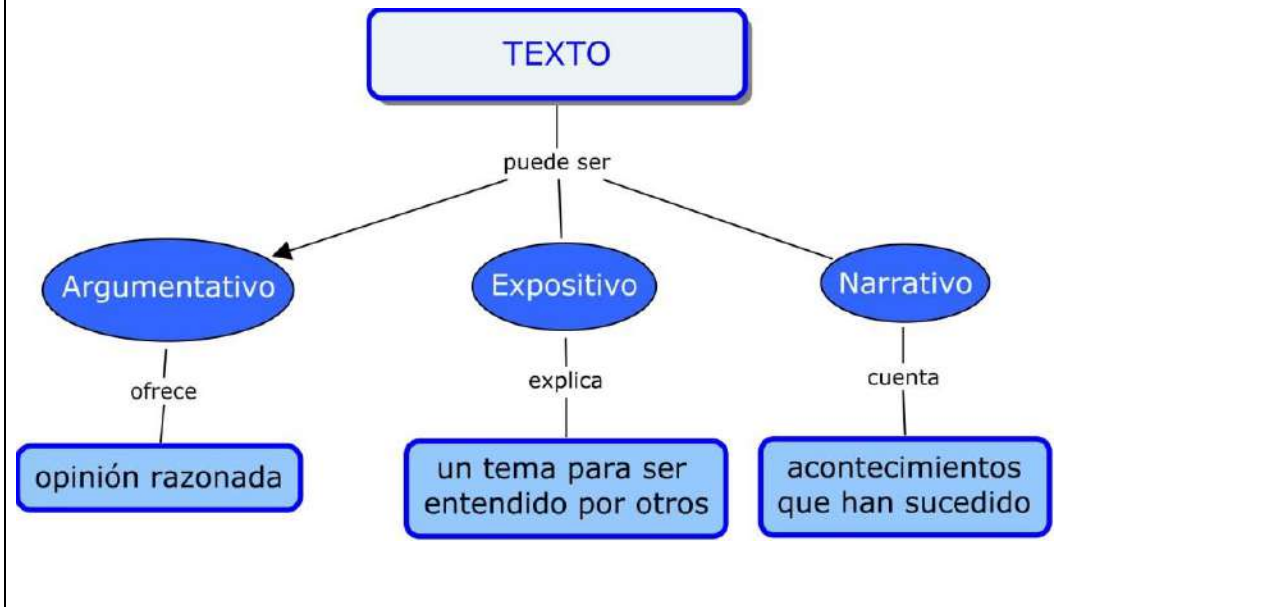 TEXTO
puede ser
Argumentativo
Expositivo
Narrativo
ofrece
explica
cuenta
opinión razonada
un tema para ser
entendido por otros
acontecimientos
que han sucedido